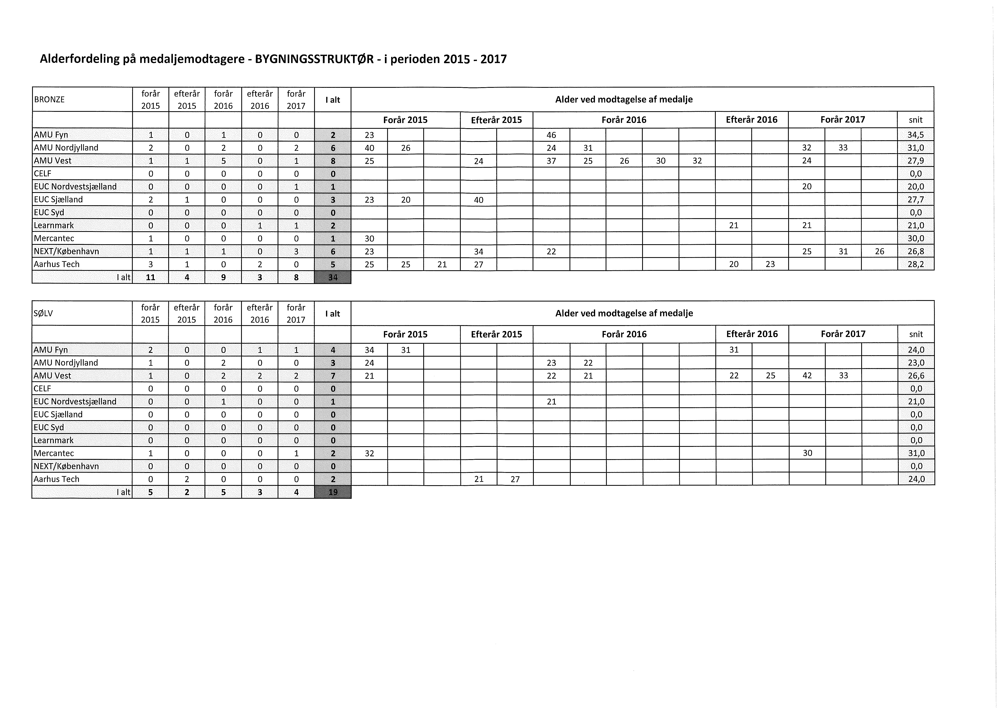 Alderfordeling på medaljemodtagere - BYGNINGSSTRUKTØR - i perioden 2015 - 2017
BRONZE forår 2015 efterår 2015 forår 2016 efterår 2016 forår 2017 I alt Alder ved modtagelse af medalje
Forår 2015 Efterår 2015 Forår 2016 Efterår 2016 Forår 2017 snit
AMU Fyn 1 0 1 0 0 2 23 46 34,5
AMU Nordjylland 2 0 2 0 2 6 40 26 24 31 32 33 31,0
AMU Vest 1 1 5 0 1 8 25 24 37 25 26 30 32 24 27,9
CELF 0 0 0 0 0 0 0,0
EUC Nordvestsjælland 0 0 0 0 1 1 20 20,0
EUC Sjælland 2 1 0 0 0 3 23 20 40 27,7
EUC Syd 0 0 0 0 0 0 0,0
Learnmark 0 0 0 1 1 2 21 21 21,0
Mercantec 1 0 0 0 0 1 30 30,0
NEXT/København 1 1 1 0 3 6 23 34 22 25 31 26 26,8
Aarhus Tech 3 1 0 2 0 5 25 25 21 27 20 23 28,2
I alt 11 4 9 3 8 34
SØLV forår 2015 efterår 2015 forår 2016 efterår 2016 forår 2017 I alt Alder ved modtagelse af medalje
Forår 2015 Efterår 2015 Forår 2016 Efterår 2016 Forår 2017 snit
AMU Fyn 2 0 0 1 1 4 34 31 31 24,0
AMU Nordjylland 1 0 2 0 0 3 24 23 22 23,0
AMU Vest 1 0 2 2 2 7 21 22 21 22 25 42 33 26,6
CELF 0 0 0 0 0 0 0,0
EUC Nordvestsjælland 0 0 1 0 0 1 21 21,0
EUC Sjælland 0 0 0 0 0 0 0,0
EUC Syd 0 0 0 0 0 0 0,0
Learnmark 0 0 0 0 0 0 0,0
Mercantec 1 0 0 0 1 2 32 30 31,0
NEXT/København 0 0 0 0 0 0 0,0
Aarhus Tech 0 2 0 0 0 2 21 27 24,0
I alt 5 2 5 3 4 19